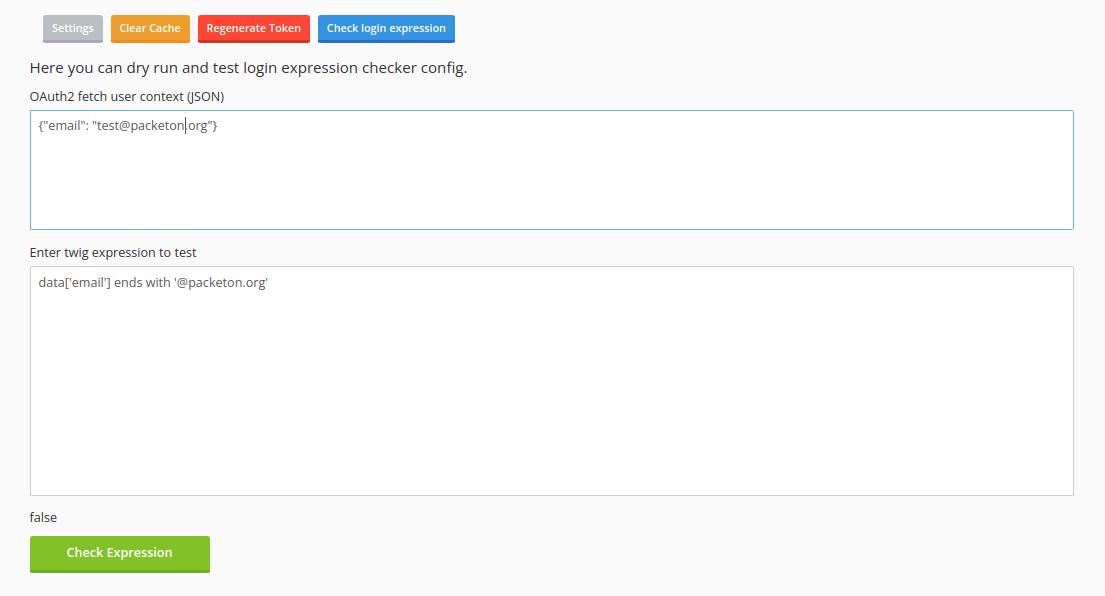 Settings Clear Cache Regenerate Token Check login expression
Here you can dry run and test login expression checker config.
OAuth2 fetch user context (JSON)
{"email": "test@packeton.org"}
Enter twig expression to test
data['email'] ends with '@packeton.org'
false
Check Expression